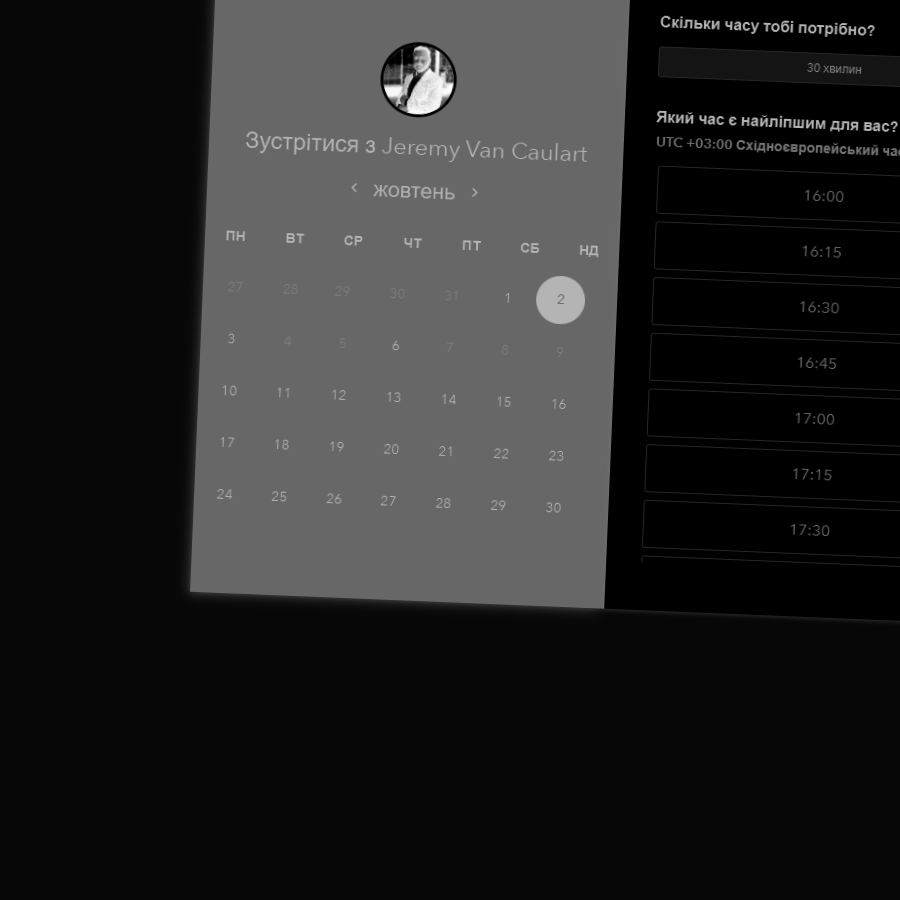 Зустрітися з Jeremy Van Caulart
‹ жовтень ›
ПН ВТ СР ЧТ ПТ СБ НД
27 28 29 30 31 1 2
3 4 5 6 7 8 9
10 11 12 13 14 15 16
17 18 19 20 21 22 23
24 25 26 27 28 29 30
Скільки часу тобі потрібно?
30 хвилин
Який час є найліпшим для вас?
UTC +03:00 Східноєвропейський
16:00
16:15
16:30
16:45
17:00
17:15
17:30